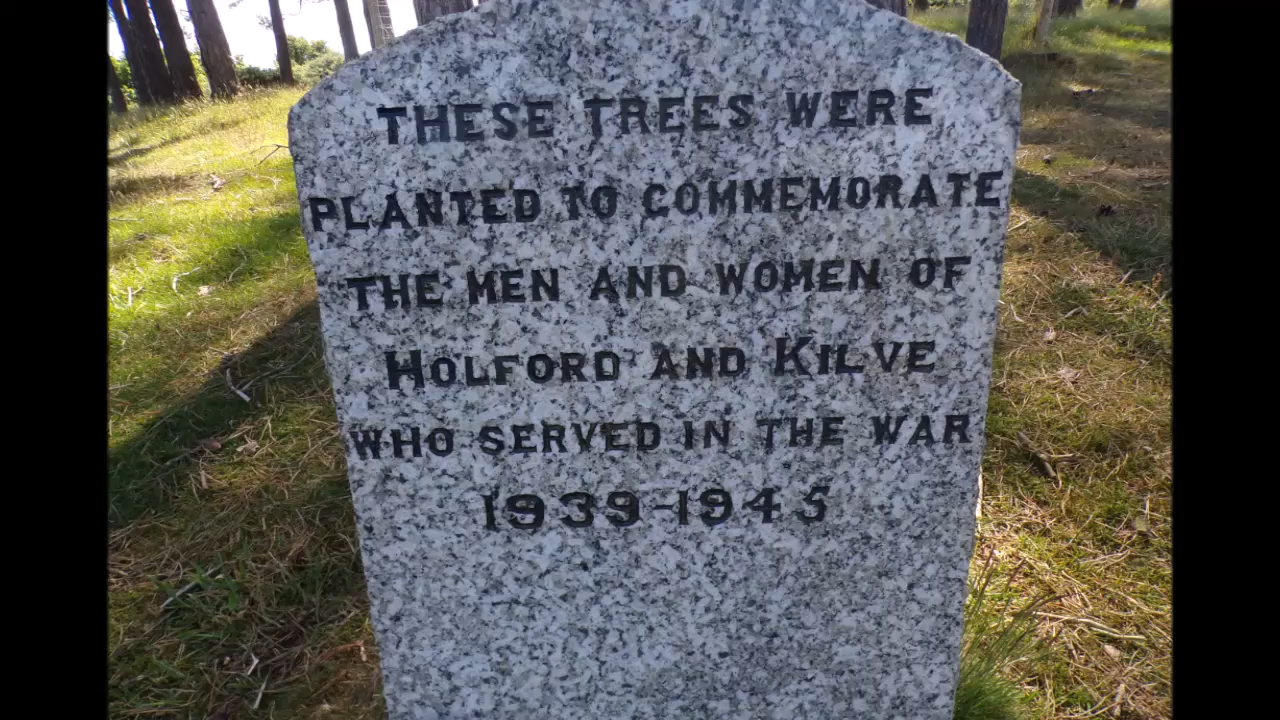 THESE TREES WERE
PLANTED TO COMMEMORATE
THE MEN AND WOMEN OF
HOLFORD AND KILVE
WHO SERVED IN THE WAR
1939-1945